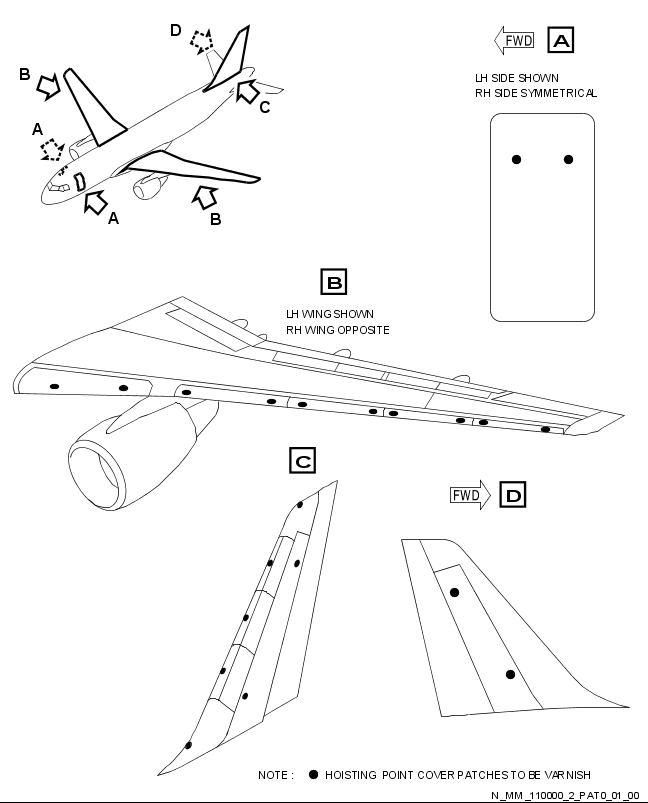 D
B
A
C
A
B
FWD A
LH SIDE SHOWN
RH SIDE SYMMETRICAL
B
LH WING SHOWN
RH WING OPPOSITE
C
FWD D
NOTE : HOISTING POINT COVER PATCHES TO BE VARNISH
N_MM_110000_2_PAT0_01_00